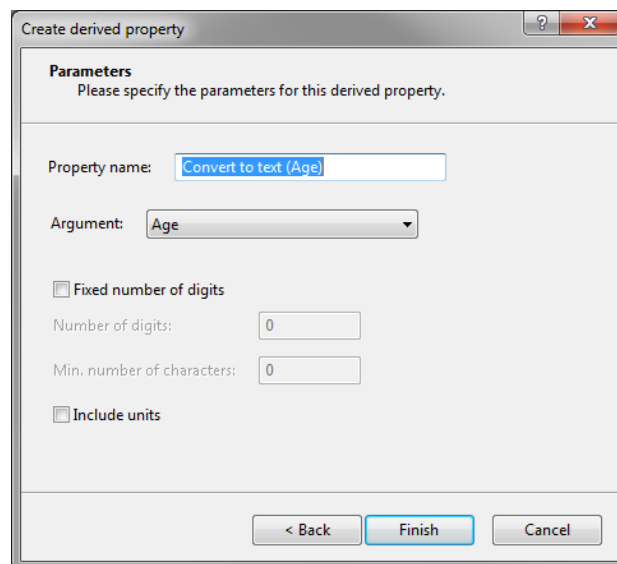 Create derived property
?
X
Parameters
Please specify the parameters for this derived property.
Property name: Convert to text (Age)
Argument: Age
Fixed number of digits
Number of digits: 0
Min. number of characters: 0
Include units
< Back Finish Cancel